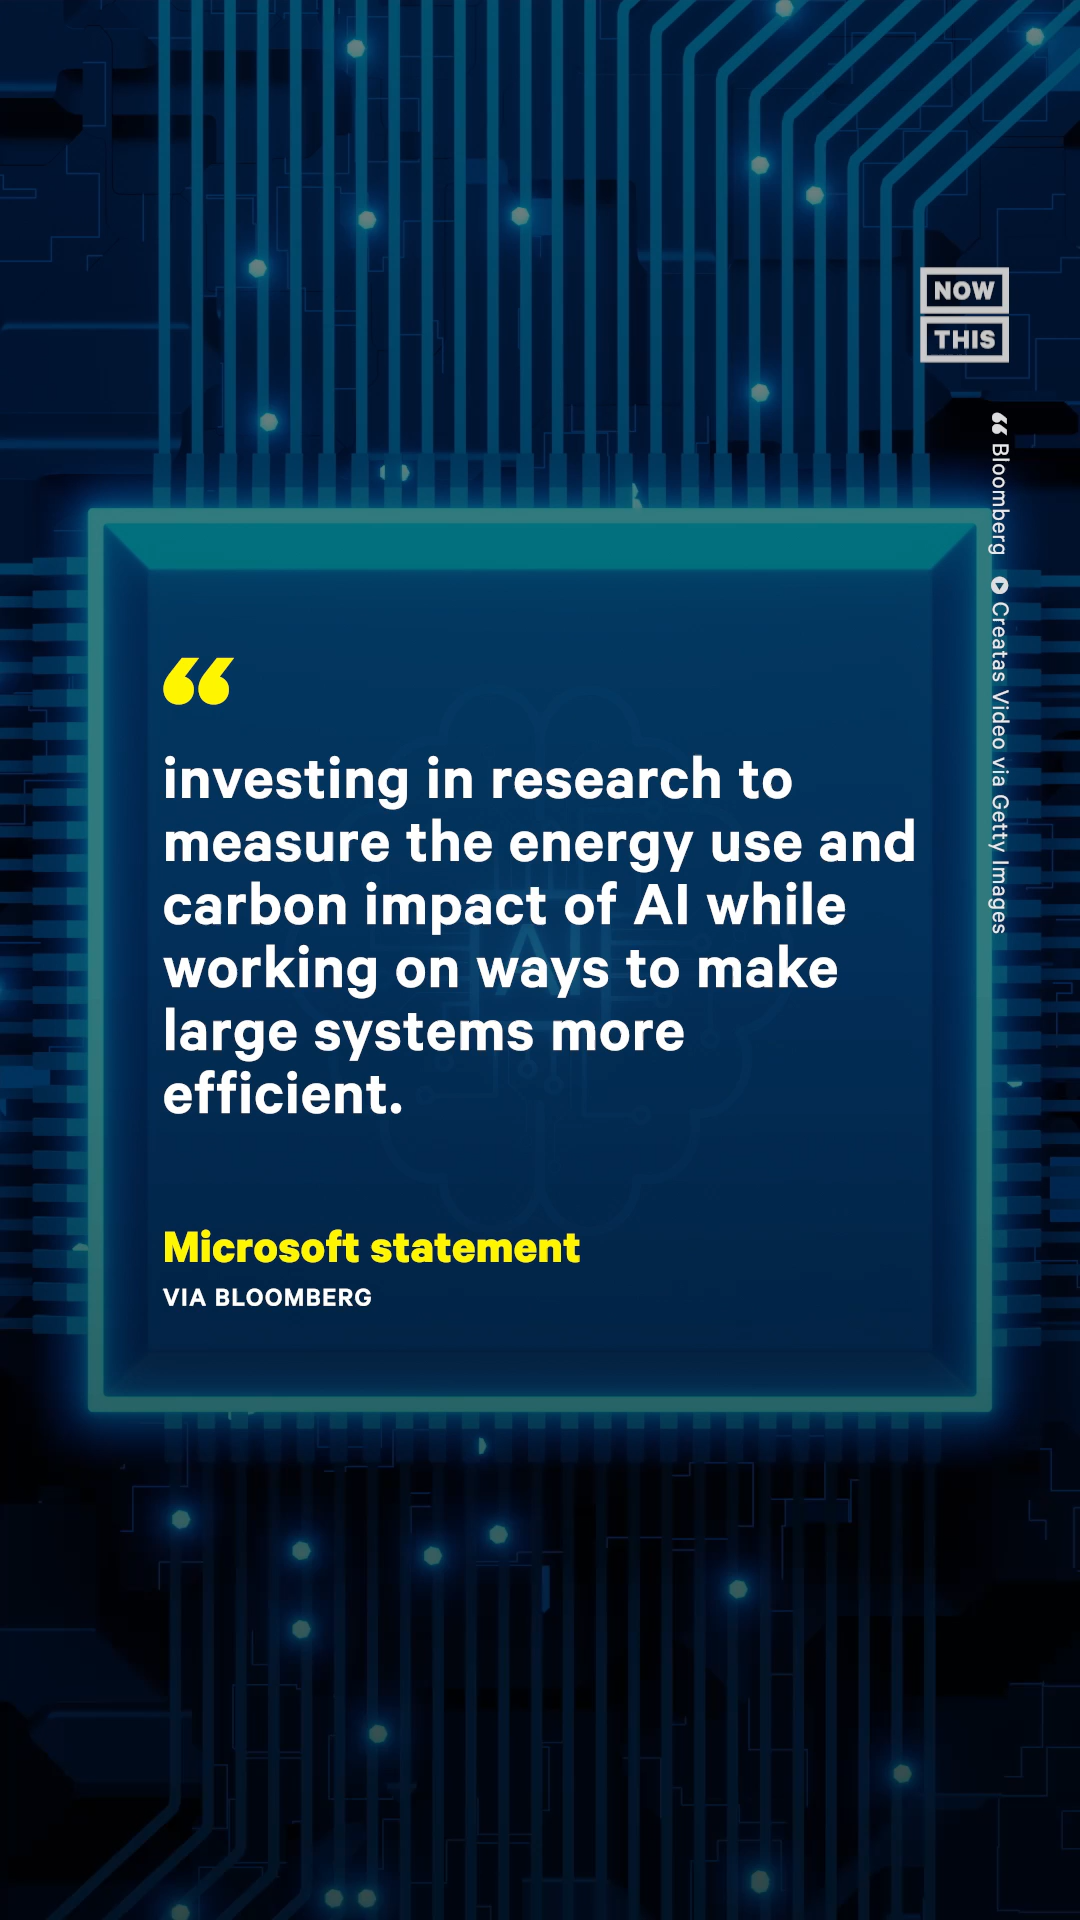 NOW
THIS
“ Bloomberg Creatas Video via Getty Images
“
investing in research to
measure the energy use and
carbon impact of AI while
working on ways to make
large systems more
efficient.
AI
Microsoft statement
VIA BLOOMBERG